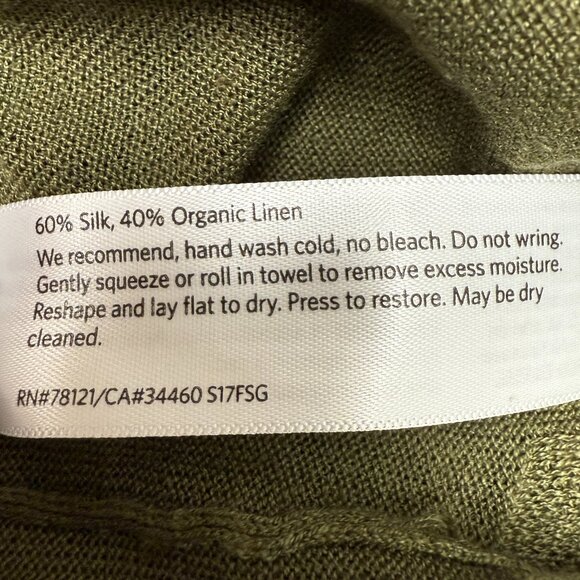 60% Silk, 40% Organic Linen
We recommend, hand wash cold, no bleach. Do not wring.
Gently squeeze or roll in towel to remove excess moisture.
Reshape and lay flat to dry. Press to restore. May be dry
cleaned.
RN#78121/CA#34460 S17FSG